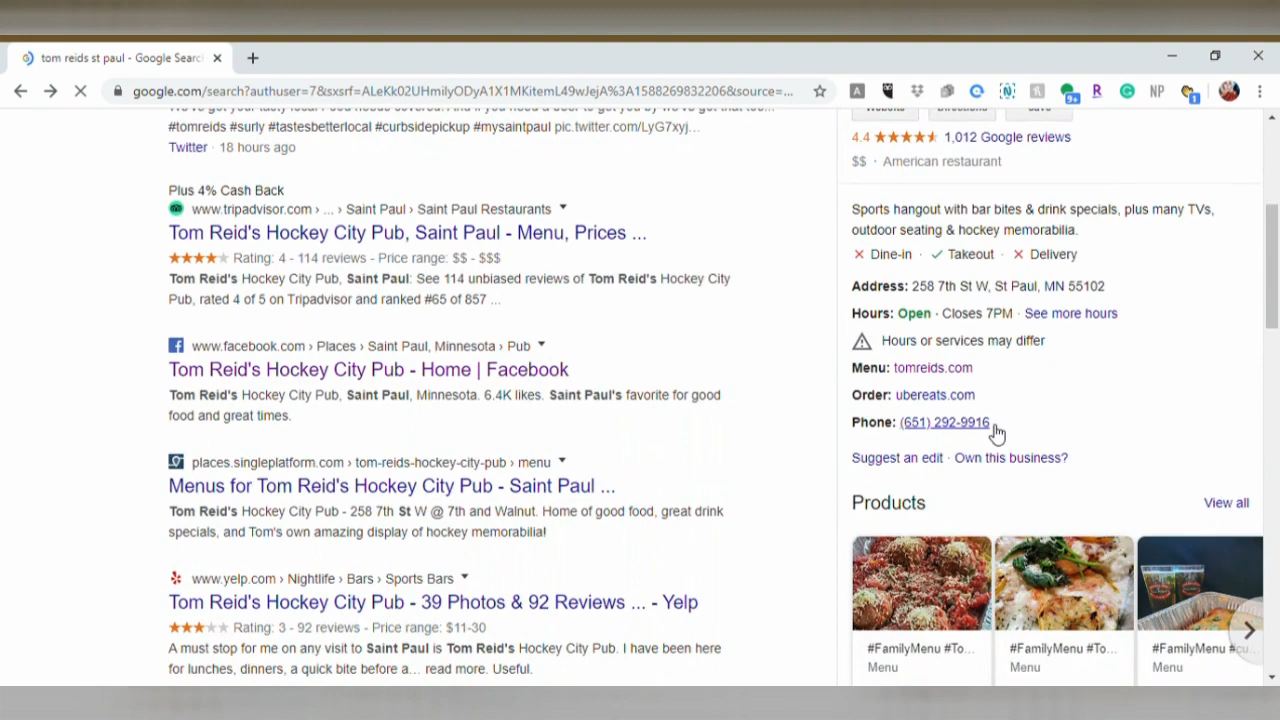 tom reids st paul - Google Searc
google.com/search?authuser=7&sxsrf=ALeKk02UHmilyODyA1X1MKitemL49wJejA%3A1588269832206&source=...
#tomreids #surly #tastesbetterlocal #curbsidepickup #mysaintpaul pic.twitter.com/LyG7xyj...
Twitter · 18 hours ago
Plus 4% Cash Back
www.tripadvisor.com › ... › Saint Paul › Saint Paul Restaurants
Tom Reid's Hockey City Pub, Saint Paul - Menu, Prices ...
Rating: 4 - 114 reviews - Price range: $$ - $$$
Tom Reid's Hockey City Pub, Saint Paul: See 114 unbiased reviews of Tom Reid's Hockey City
Pub, rated 4 of 5 on Tripadvisor and ranked #65 of 857 ...
www.facebook.com › Places › Saint Paul, Minnesota › Pub
Tom Reid's Hockey City Pub - Home | Facebook
Tom Reid's Hockey City Pub, Saint Paul, Minnesota. 6.4K likes. Saint Paul's favorite for good
food and great times.
places.singleplatform.com › tom-reids-hockey-city-pub › menu
Menus for Tom Reid's Hockey City Pub - Saint Paul ...
Tom Reid's Hockey City Pub - 258 7th St W @ 7th and Walnut. Home of good food, great drink
specials, and Tom's own amazing display of hockey memorabilia!
www.yelp.com › Nightlife › Bars › Sports Bars
Tom Reid's Hockey City Pub - 39 Photos & 92 Reviews ... - Yelp
Rating: 3 - 92 reviews - Price range: $11-30
A must stop for me on any visit to Saint Paul is Tom Reid's Hockey City Pub. I have been here
for lunches, dinners, a quick bite before a... read more. Useful.
4.4 1,012 Google reviews
$$ · American restaurant
Sports hangout with bar bites & drink specials, plus many TVs,
outdoor seating & hockey memorabilia.
Dine-in · Takeout · Delivery
Address: 258 7th St W, St Paul, MN 55102
Hours: Open · Closes 7PM · See more hours
Hours or services may differ
Menu: tomreids.com
Order: ubereats.com
Phone: (651) 292-9916
Suggest an edit · Own this business?
Products View all
#FamilyMenu #To... #FamilyMenu #To... #FamilyMenu #cu...
Menu Menu Menu